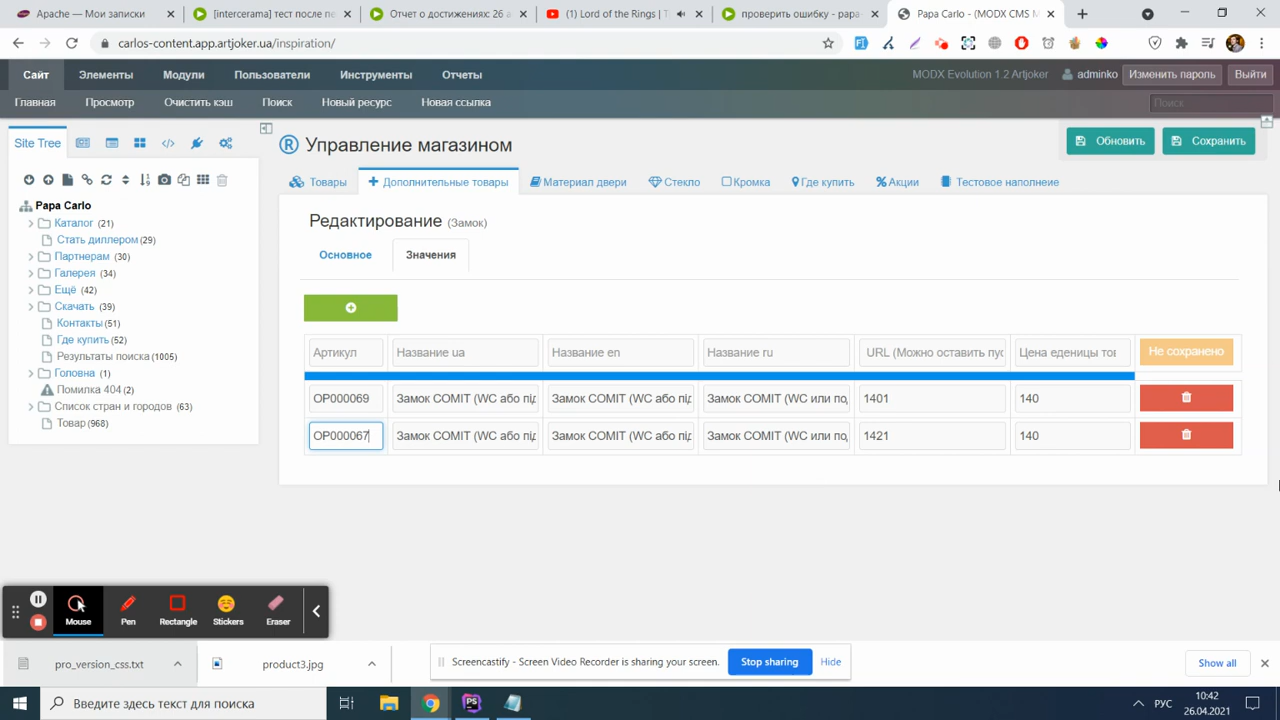 Apache — Мои записки
[intercerama] тест после пе
Отчет о достижениях: 26 а
(1) Lord of the Rings | T
проверить ошибку - papa-
Papa Carlo - (MODX CMS M
carlos-content.app.artjoker.ua/inspiration/
Сайт Элементы Модули Пользователи Инструменты Отчеты
MODX Evolution 1.2 Artjoker adminko Изменить пароль Выйти
Главная Просмотр Очистить кэш Поиск Новый ресурс Новая ссылка
Поиск
Site Tree
Управление магазином
Обновить Сохранить
Товары Дополнительные товары Материал двери Стекло Кромка Где купить Акции Тестовое наполнеие
Papa Carlo
Каталог (21)
Стать диллером (29)
Партнерам (30)
Галерея (34)
Ещё (42)
Скачать (39)
Контакты (51)
Где купить (52)
Результаты поиска (1005)
Головна (1)
Помилка 404 (2)
Список стран и городов (63)
Товар (968)
Редактирование (Замок)
Основное Значения
Артикул Название ua Название en Название ru URL (Можно оставить пус Цена еденицы тов Не сохранено
OP000069 Замок COMIT (WC або під Замок COMIT (WC або під Замок COMIT (WC или по 1401 140
OP000067 Замок COMIT (WC або під Замок COMIT (WC або під Замок COMIT (WC или по 1421 140
Mouse Pen Rectangle Stickers Eraser
pro_version_css.txt
product3.jpg
Screencastify - Screen Video Recorder is sharing your screen. Stop sharing Hide
Show all
Введите здесь текст для поиска
РУС
10:42
26.04.2021